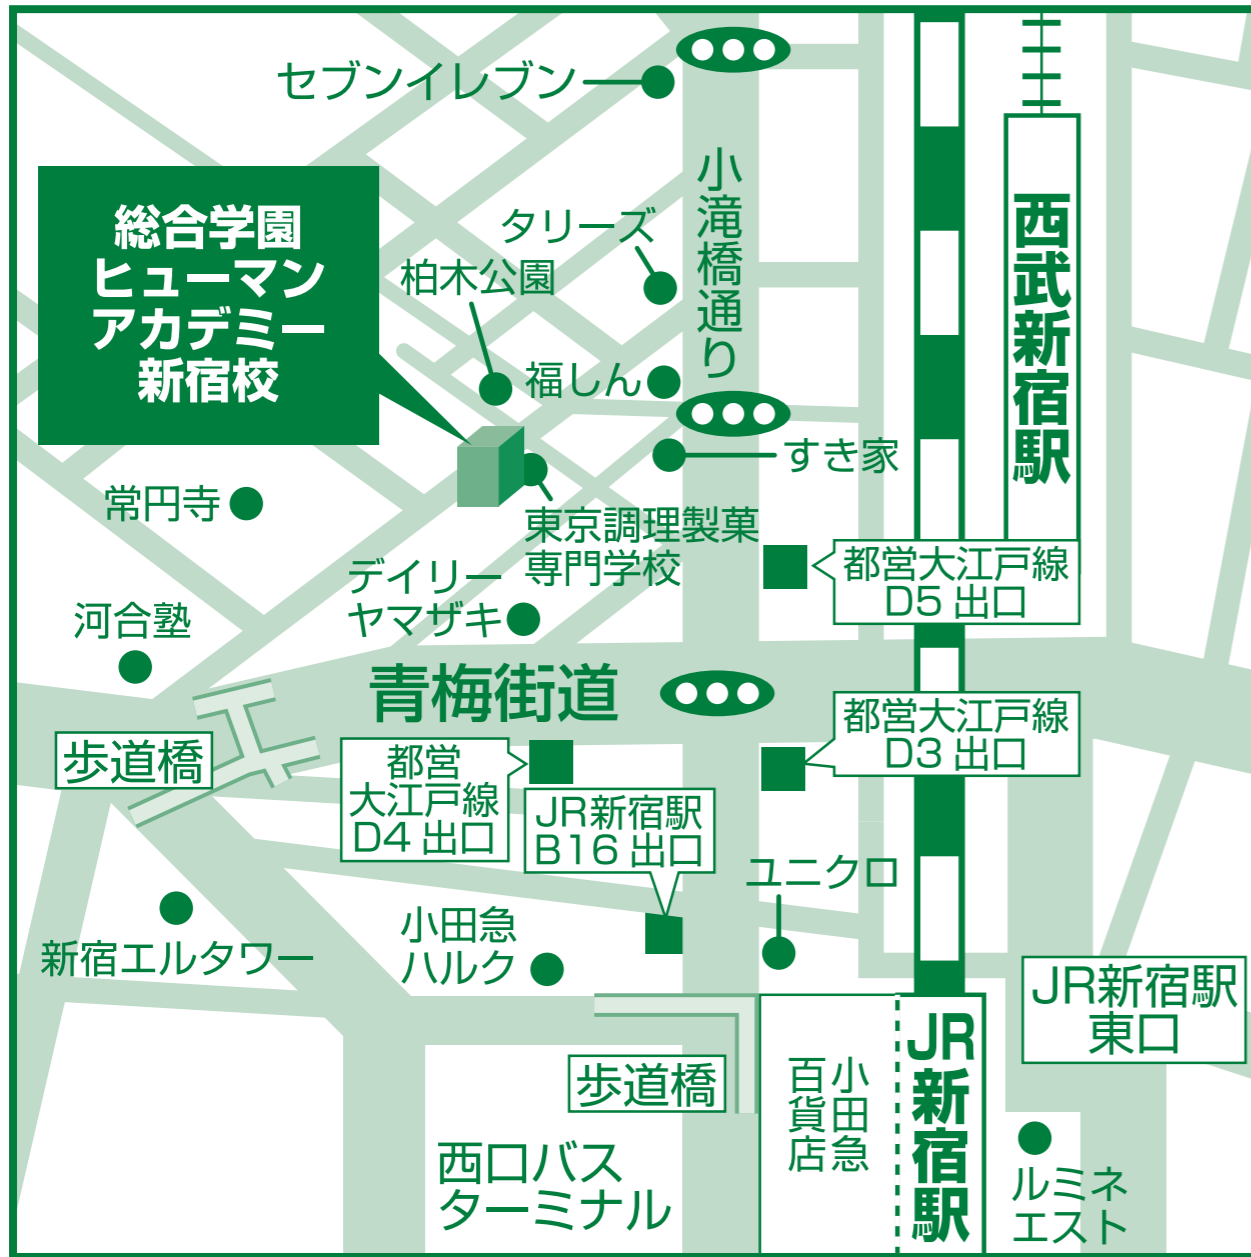 セブンイレブン
総合学園
ヒューマン
アカデミー
新宿校
小滝橋通り
西武新宿駅
タリーズ
柏木公園
福しん
すき家
常円寺
東京調理製菓
専門学校
都営大江戸線
D5 出口
デイリー
ヤマザキ
河合塾
青梅街道
都営大江戸線
D3 出口
歩道橋
都営
大江戸線
D4 出口
JR新宿駅
B16 出口
ユニクロ
新宿エルタワー
小田急
ハルク
JR新宿駅
東口
JR新宿駅
歩道橋
小田急
百貨店
西口バス
ターミナル
ルミネ
エスト